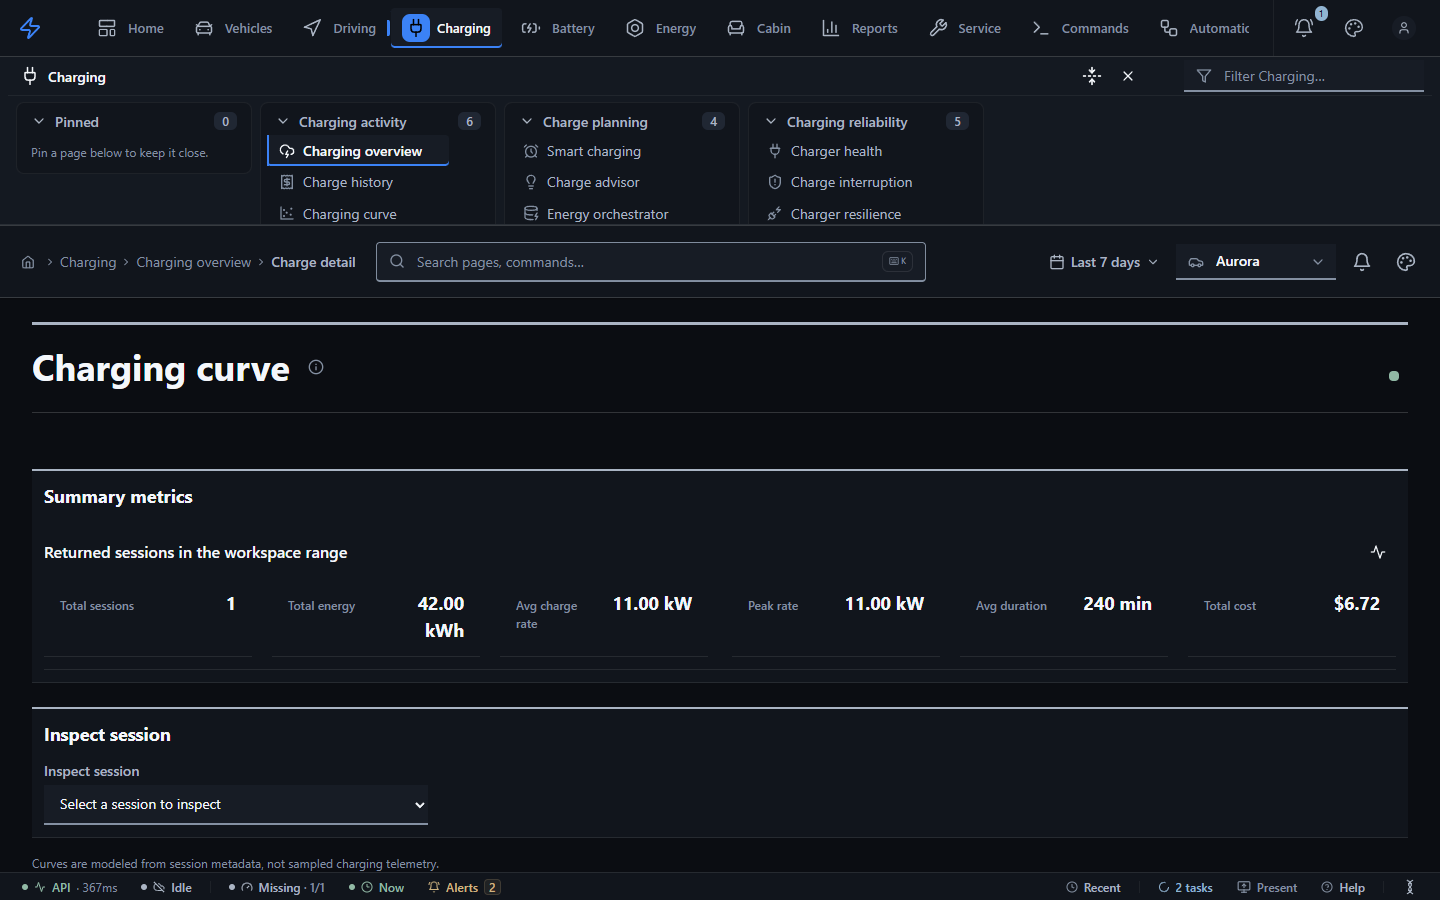 Home
Vehicles
Driving
Charging
Battery
Energy
Cabin
Reports
Service
Commands
Automatic
1
Charging
Filter Charging...
Pinned 0
Pin a page below to keep it close.
Charging activity 6
Charging overview
Charge history
Charging curve
Charge planning 4
Smart charging
Charge advisor
Energy orchestrator
Charging reliability 5
Charger health
Charge interruption
Charger resilience
Charging > Charging overview > Charge detail
Search pages, commands...
K
Last 7 days
Aurora
Charging curve
Summary metrics
Returned sessions in the workspace range
Total sessions 1
Total energy 42.00 kWh
Avg charge rate 11.00 kW
Peak rate 11.00 kW
Avg duration 240 min
Total cost $6.72
Inspect session
Inspect session
Select a session to inspect
Curves are modeled from session metadata, not sampled charging telemetry.
API · 367ms
Idle
Missing · 1/1
Now
Alerts 2
Recent
2 tasks
Present
Help